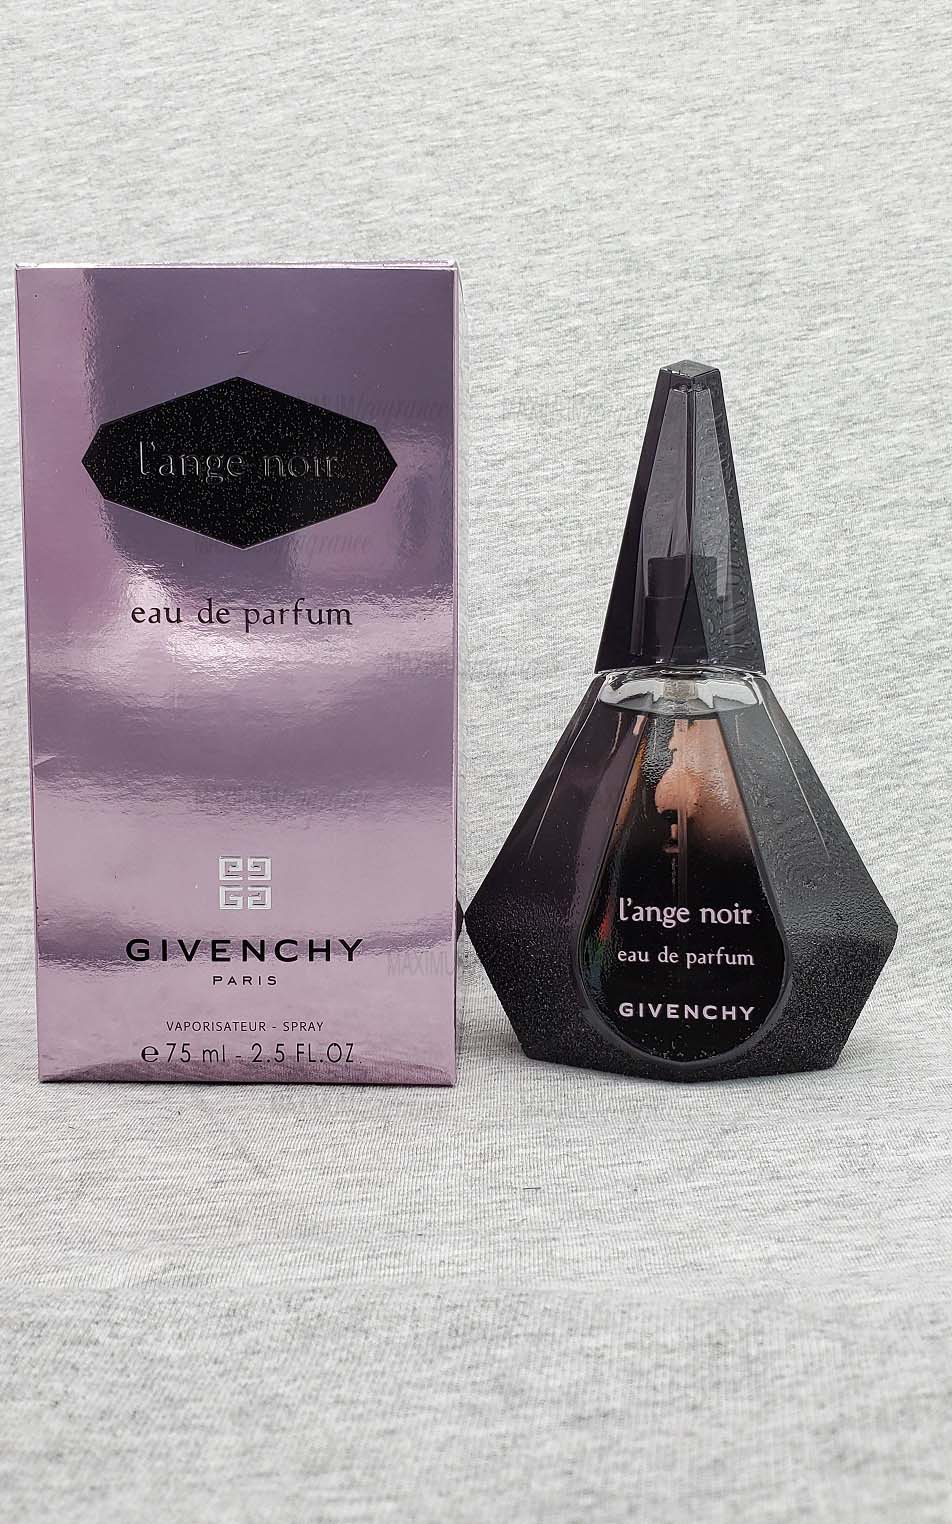 l'ange noir
eau de parfum
GIVENCHY
PARIS
VAPORISATEUR - SPRAY
e 75 ml - 2.5 FL.OZ.
l'ange noir
eau de parfum
GIVENCHY
MAXIMUMfragrance